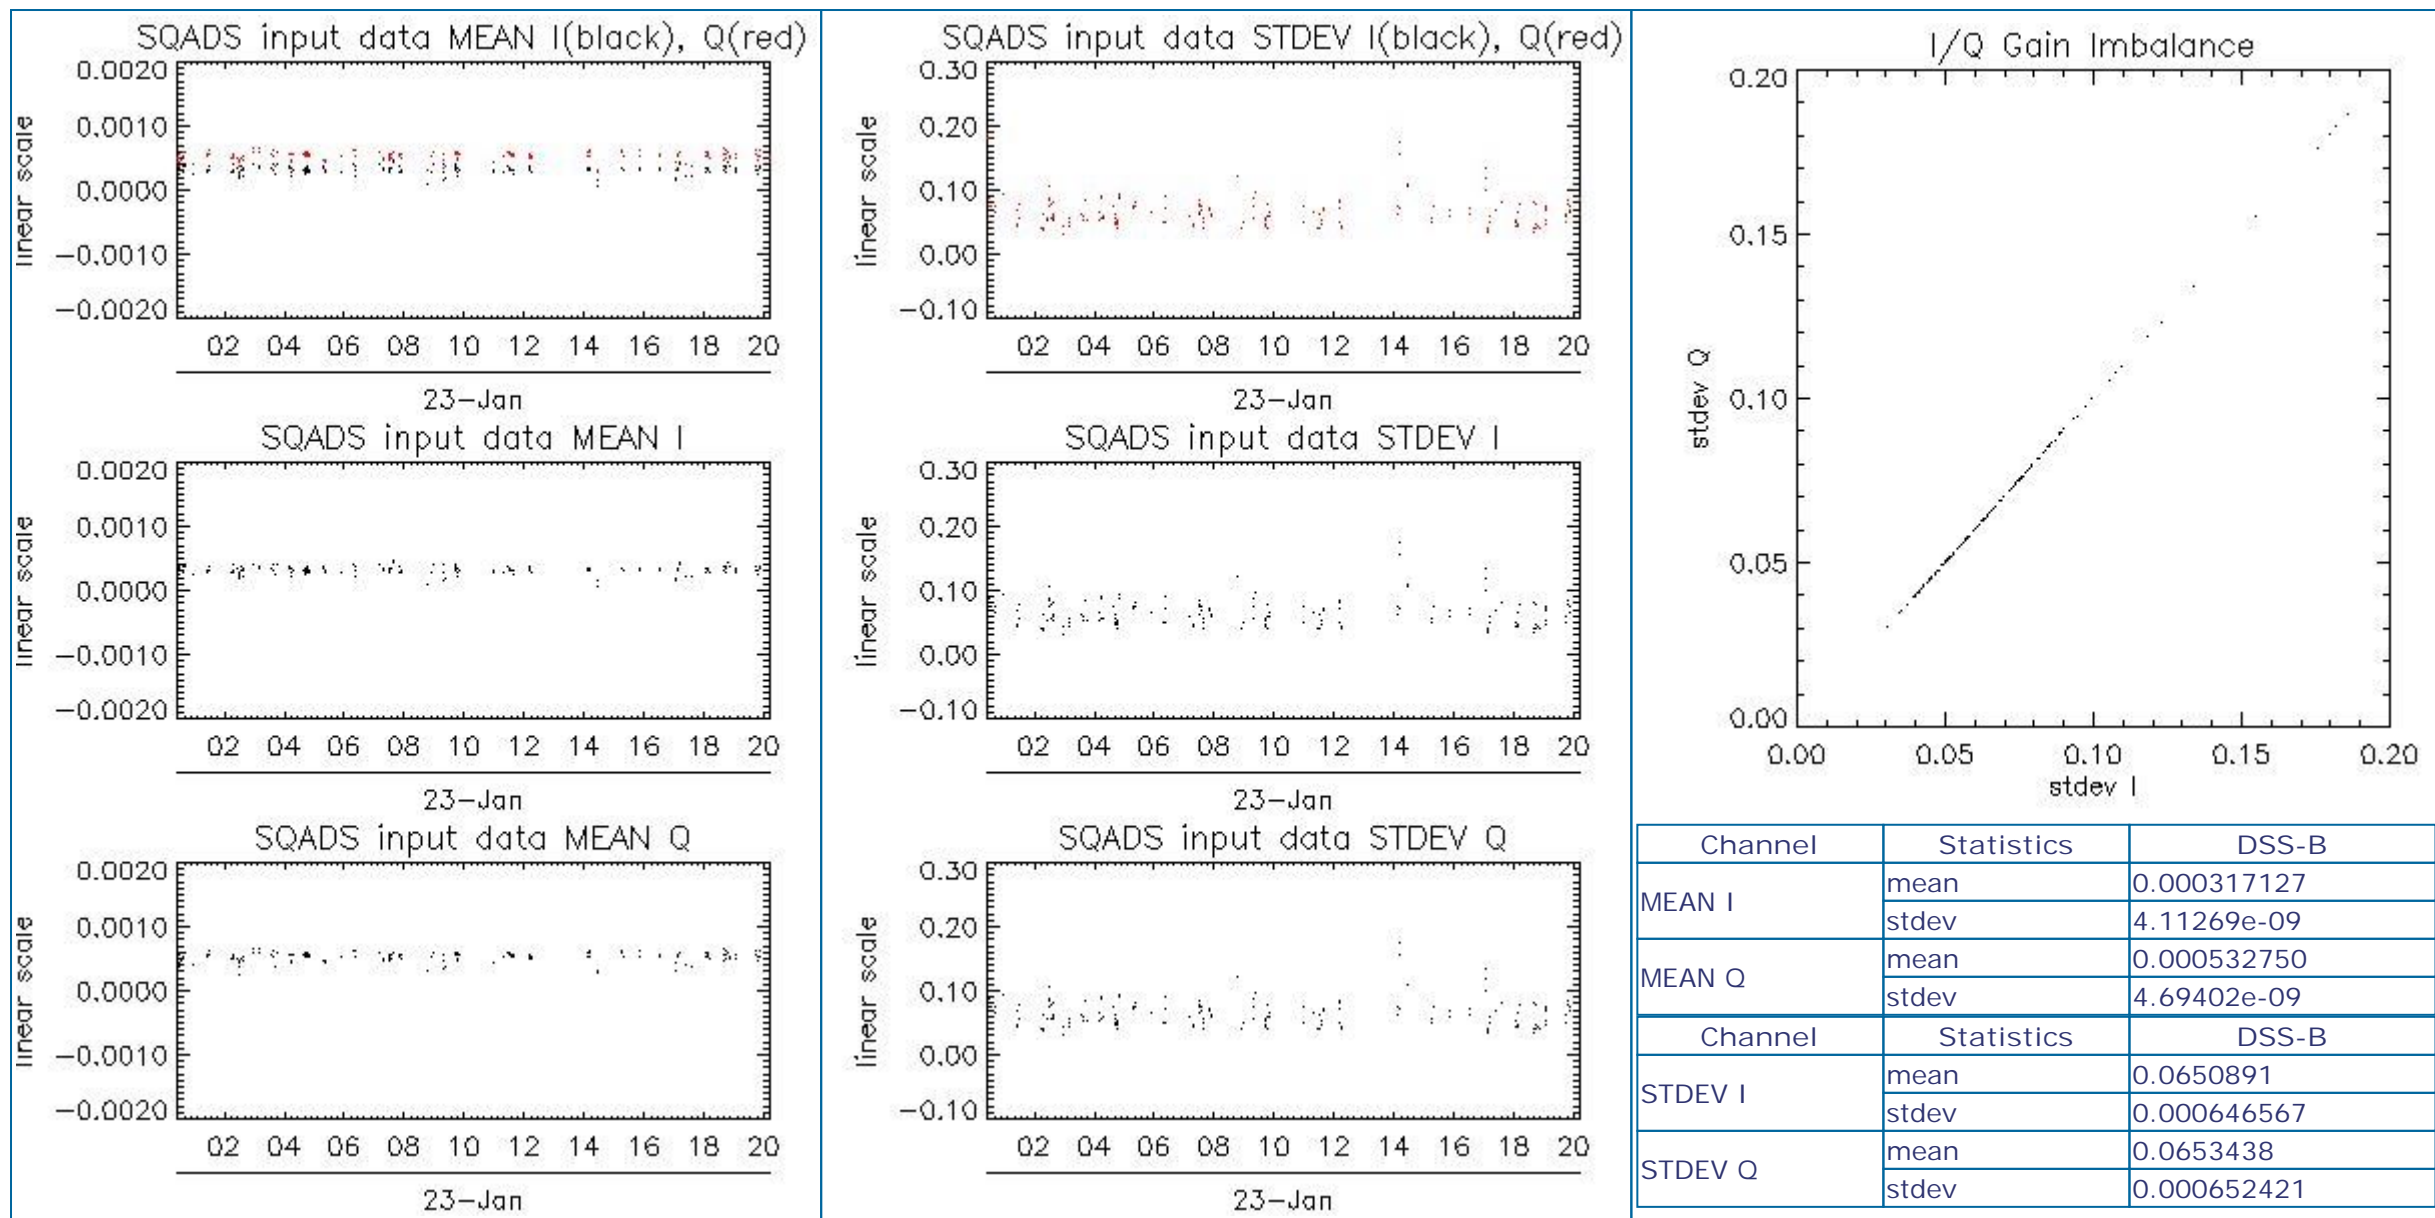 SQADS input data MEAN I(black), Q(red)
linear scale
0.0020
0.0010
0.0000
-0.0010
-0.0020
02 04 06 08 10 12 14 16 18 20
23-Jan
SQADS input data MEAN I
linear scale
0.0020
0.0010
0.0000
-0.0010
-0.0020
02 04 06 08 10 12 14 16 18 20
23-Jan
SQADS input data MEAN Q
linear scale
0.0020
0.0010
0.0000
-0.0010
-0.0020
02 04 06 08 10 12 14 16 18 20
23-Jan
SQADS input data STDEV I(black), Q(red)
linear scale
0.30
0.20
0.10
0.00
-0.10
02 04 06 08 10 12 14 16 18 20
23-Jan
SQADS input data STDEV I
linear scale
0.30
0.20
0.10
0.00
-0.10
02 04 06 08 10 12 14 16 18 20
23-Jan
SQADS input data STDEV Q
linear scale
0.30
0.20
0.10
0.00
-0.10
02 04 06 08 10 12 14 16 18 20
23-Jan
I/Q Gain Imbalance
stdev Q
0.20
0.15
0.10
0.05
0.00
0.00 0.05 0.10 0.15 0.20
stdev I
Channel Statistics DSS-B
MEAN I
mean 0.000317127
stdev 4.11269e-09
MEAN Q
mean 0.000532750
stdev 4.69402e-09
Channel Statistics DSS-B
STDEV I
mean 0.0650891
stdev 0.000646567
STDEV Q
mean 0.0653438
stdev 0.000652421